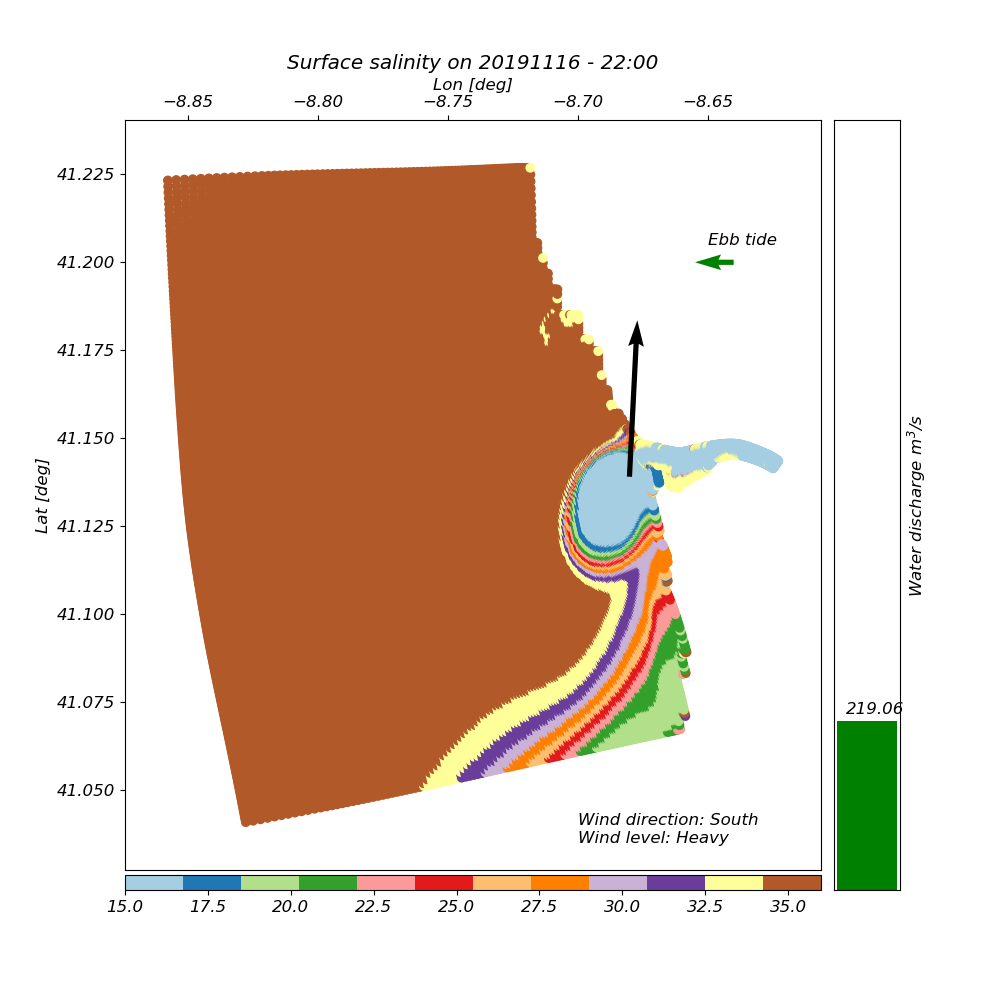 Surface salinity on 20191116 - 22:00
Lon [deg]
−8.85 −8.80 −8.75 −8.70 −8.65
41.225
41.200
41.175
41.150
41.125
41.100
41.075
41.050
Lat [deg]
Ebb tide
Wind direction: South
Wind level: Heavy
219.06
Water discharge m³/s
15.0 17.5 20.0 22.5 25.0 27.5 30.0 32.5 35.0